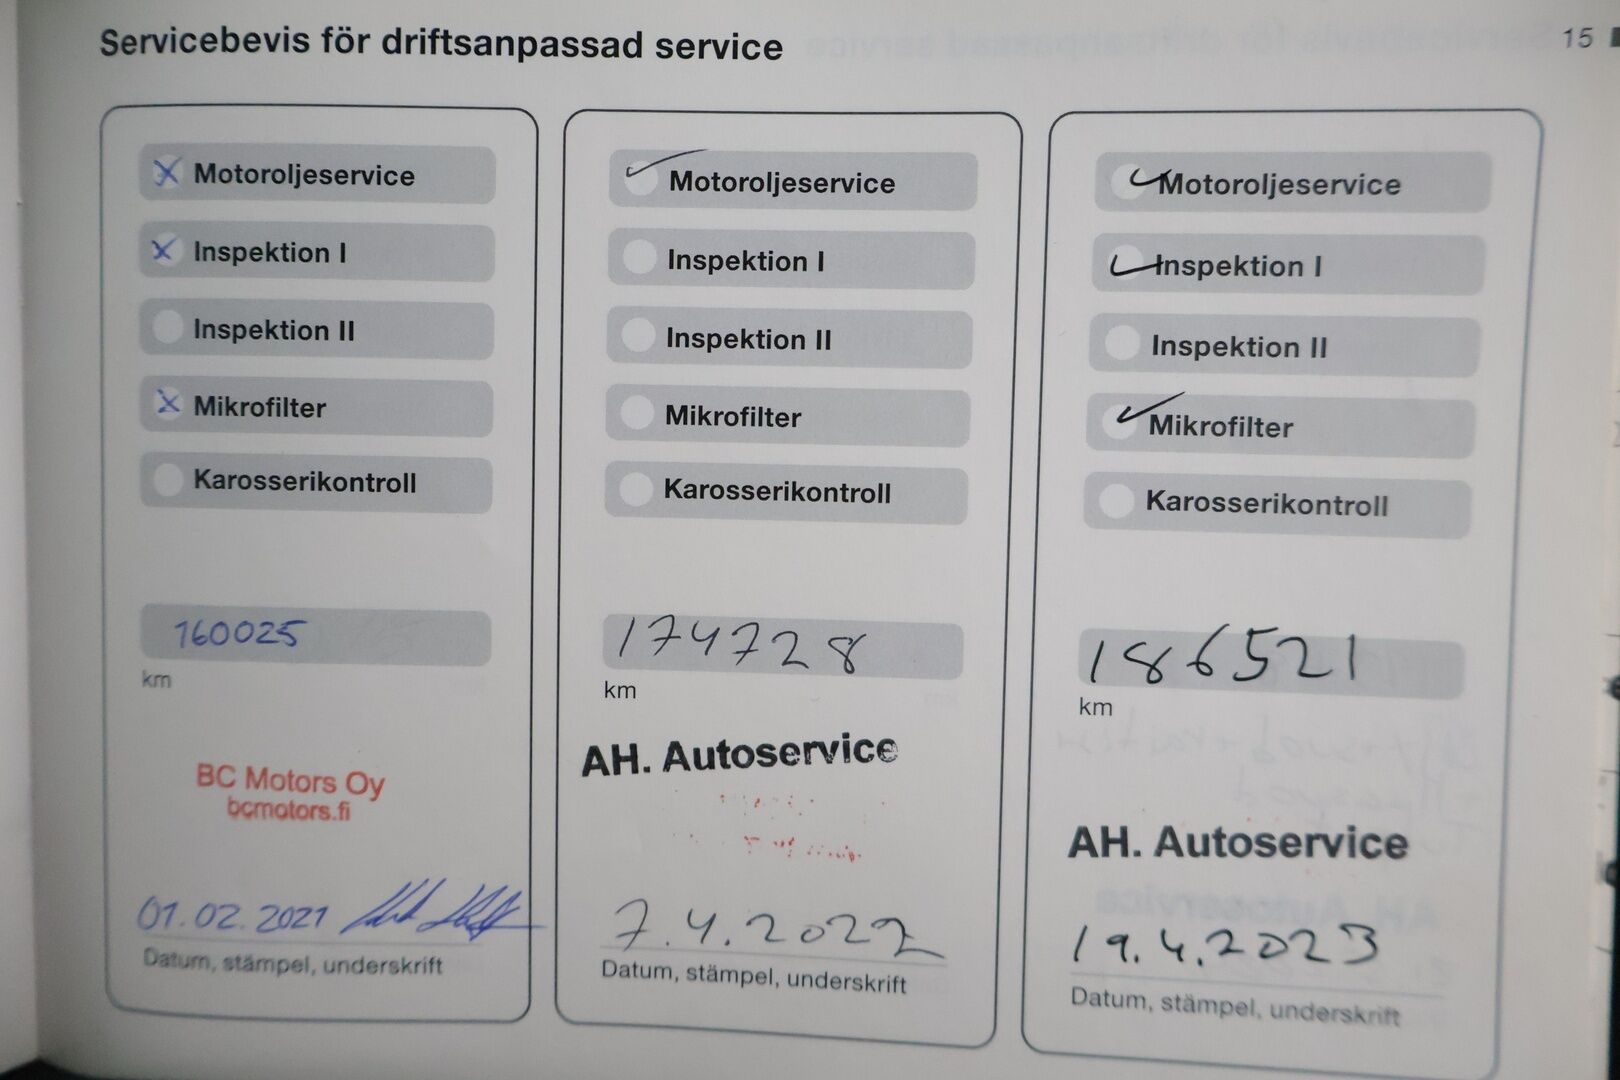 Servicebevis för driftsanpassad service
15
Motoroljeservice
Inspektion I
Inspektion II
Mikrofilter
Karosserikontroll
160025
km
BC Motors Oy
bcmotors.fi
01.02.2021
Datum, stämpel, underskrift
Motoroljeservice
Inspektion I
Inspektion II
Mikrofilter
Karosserikontroll
174728
km
AH. Autoservice
7.4.2022
Datum, stämpel, underskrift
Motoroljeservice
Inspektion I
Inspektion II
Mikrofilter
Karosserikontroll
186521
km
AH. Autoservice
19.4.2023
Datum, stämpel, underskrift